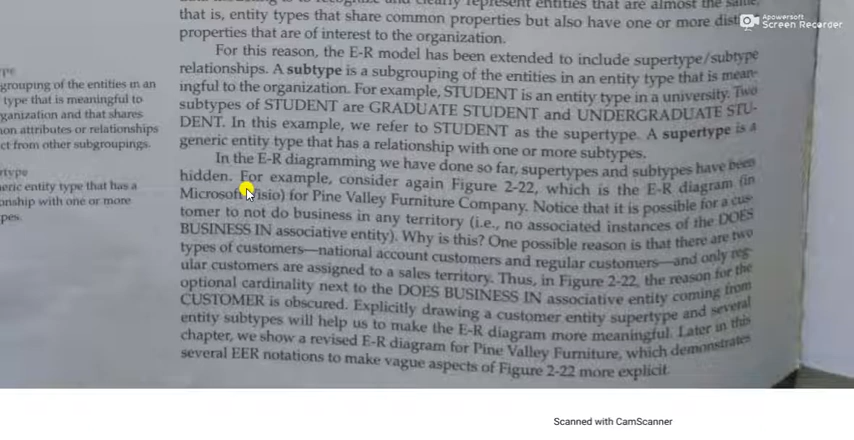 that is, entity types that share common properties but also have one or more
properties that are of interest to the organization.
For this reason, the E-R model has been extended to include supertype/subtype
relationships. A subtype is a subgrouping of the entities in an entity type that is mean-
ingful to the organization. For example, STUDENT is an entity type in a university. Two
subtypes of STUDENT are GRADUATE STUDENT and UNDERGRADUATE STU-
DENT. In this example, we refer to STUDENT as the supertype. A supertype is a
generic entity type that has a relationship with one or more subtypes.
In the E-R diagramming we have done so far, supertypes and subtypes have been
hidden. For example, consider again Figure 2-22, which is the E-R diagram (in
Microsoft Visio) for Pine Valley Furniture Company. Notice that it is possible for a cus-
tomer to not do business in any territory (i.e., no associated instances of the DOES
BUSINESS IN associative entity). Why is this? One possible reason is that there are two
types of customers—national account customers and regular customers—and only reg-
ular customers are assigned to a sales territory. Thus, in Figure 2-22, the reason for the
optional cardinality next to the DOES BUSINESS IN associative entity coming from
CUSTOMER is obscured. Explicitly drawing a customer entity supertype and several
entity subtypes will help us to make the E-R diagram more meaningful. Later in this
chapter, we show a revised E-R diagram for Pine Valley Furniture, which demonstrates
several EER notations to make vague aspects of Figure 2-22 more explicit.
grouping of the entities in an
type that is meaningful to
ganization and that shares
on attributes or relationships
ct from other subgroupings.
rtype
neric entity type that has a
onship with one or more
pes.
Apowersoft
Screen Recorder
Scanned with CamScanner